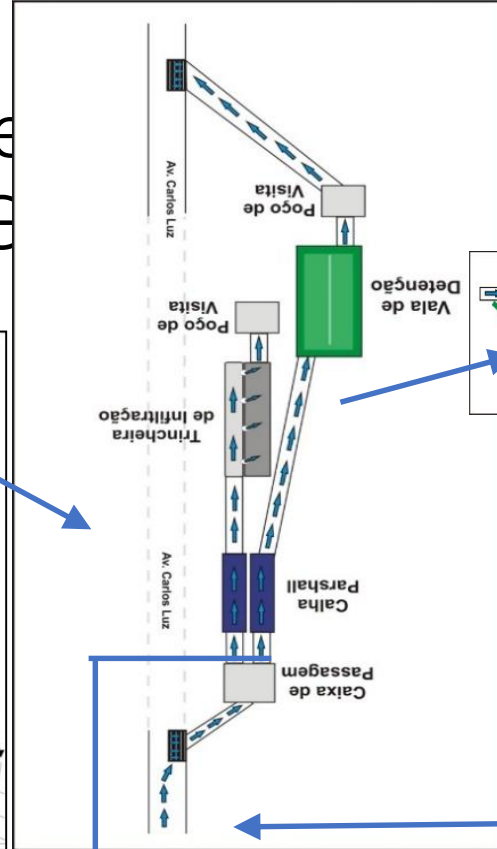 Av. Carlos Luz
Poço de
Visita
Vala de
Detenção
Poço de
Visita
Trincheira
de Infiltração
Calha
Parshall
Av. Carlos Luz
Caixa de
Passagem